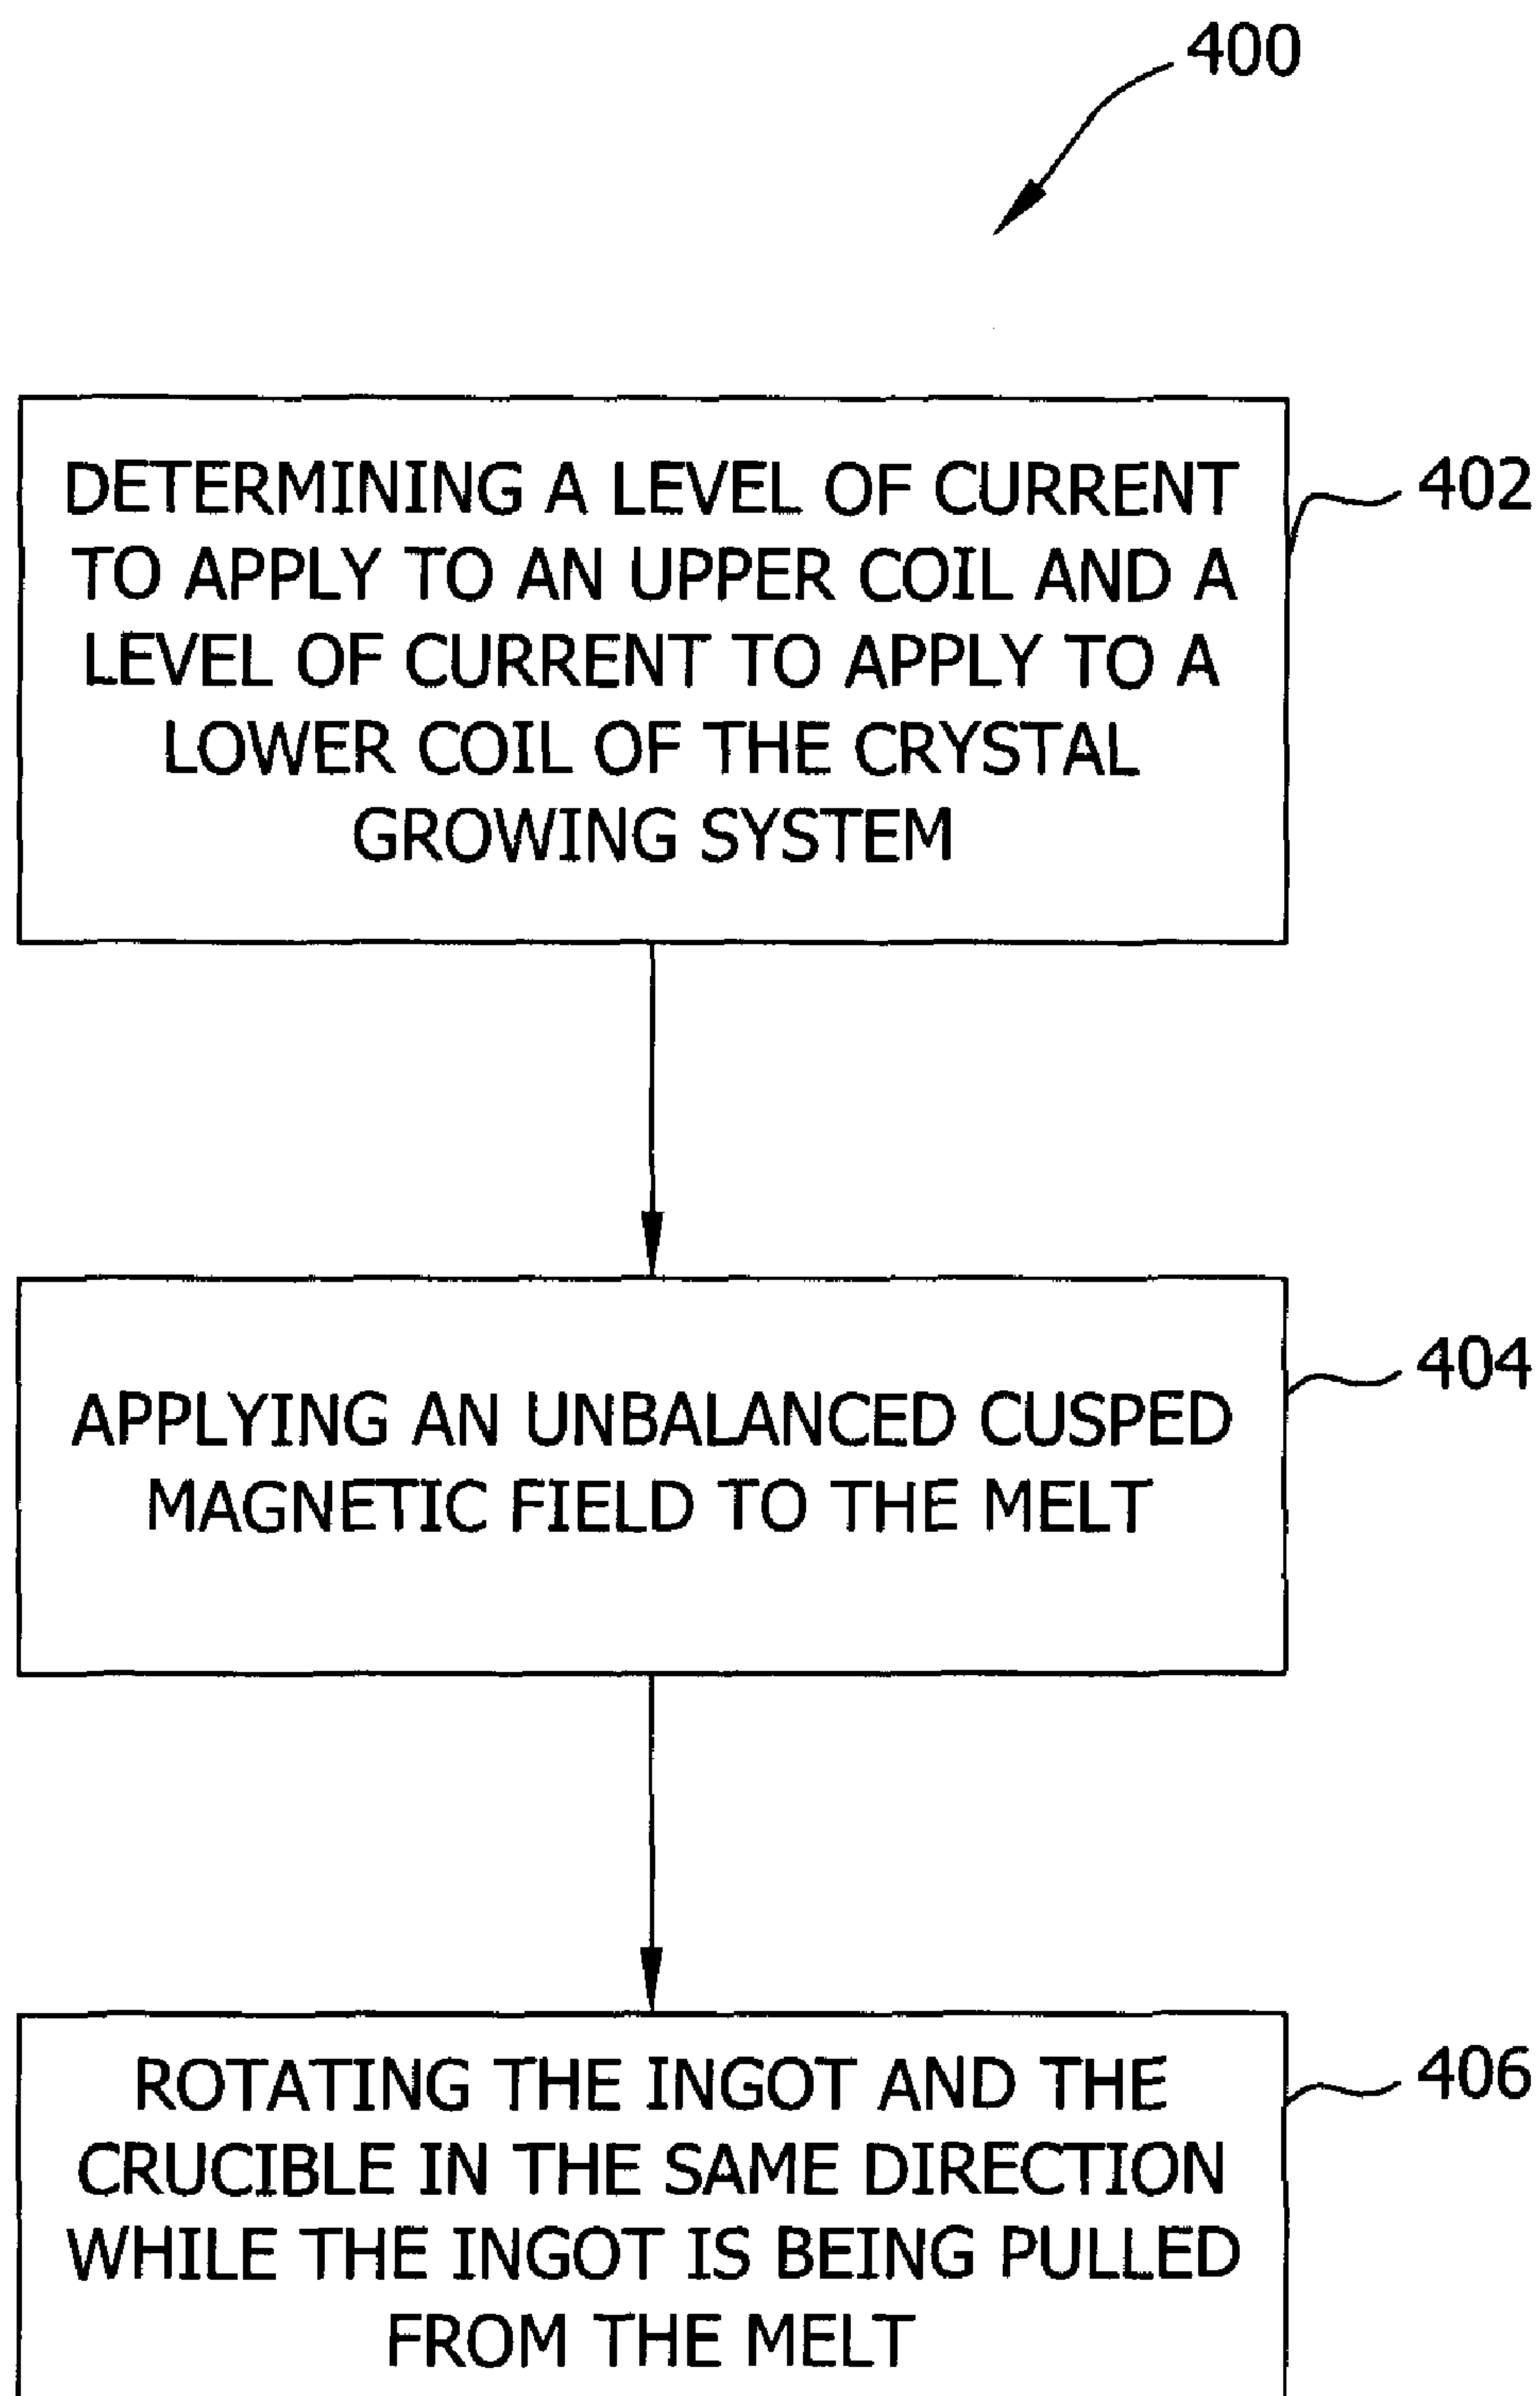 400
DETERMINING A LEVEL OF CURRENT
TO APPLY TO AN UPPER COIL AND A
LEVEL OF CURRENT TO APPLY TO A
LOWER COIL OF THE CRYSTAL
GROWING SYSTEM
402
APPLYING AN UNBALANCED CUSPED
MAGNETIC FIELD TO THE MELT
404
ROTATING THE INGOT AND THE
CRUCIBLE IN THE SAME DIRECTION
WHILE THE INGOT IS BEING PULLED
FROM THE MELT
406